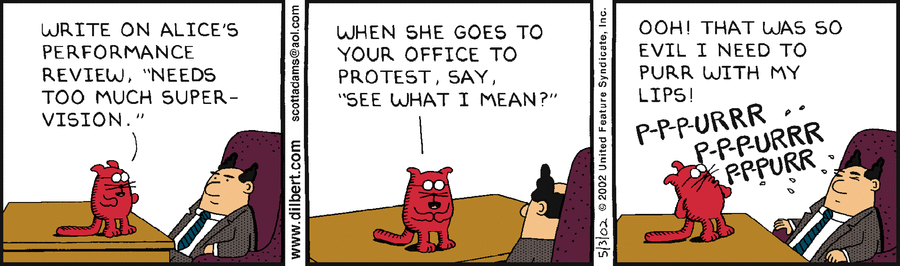 WRITE ON ALICE'S
PERFORMANCE
REVIEW, "NEEDS
TOO MUCH SUPER-
VISION."
www.dilbert.com
scottadams@aol.com
WHEN SHE GOES TO
YOUR OFFICE TO
PROTEST, SAY,
"SEE WHAT I MEAN?"
5/3/02 © 2002 United Feature Syndicate, Inc.
OOH! THAT WAS SO
EVIL I NEED TO
PURR WITH MY
LIPS!
P-P-P-URRR
P-P-P-URRR
P-P-PURR